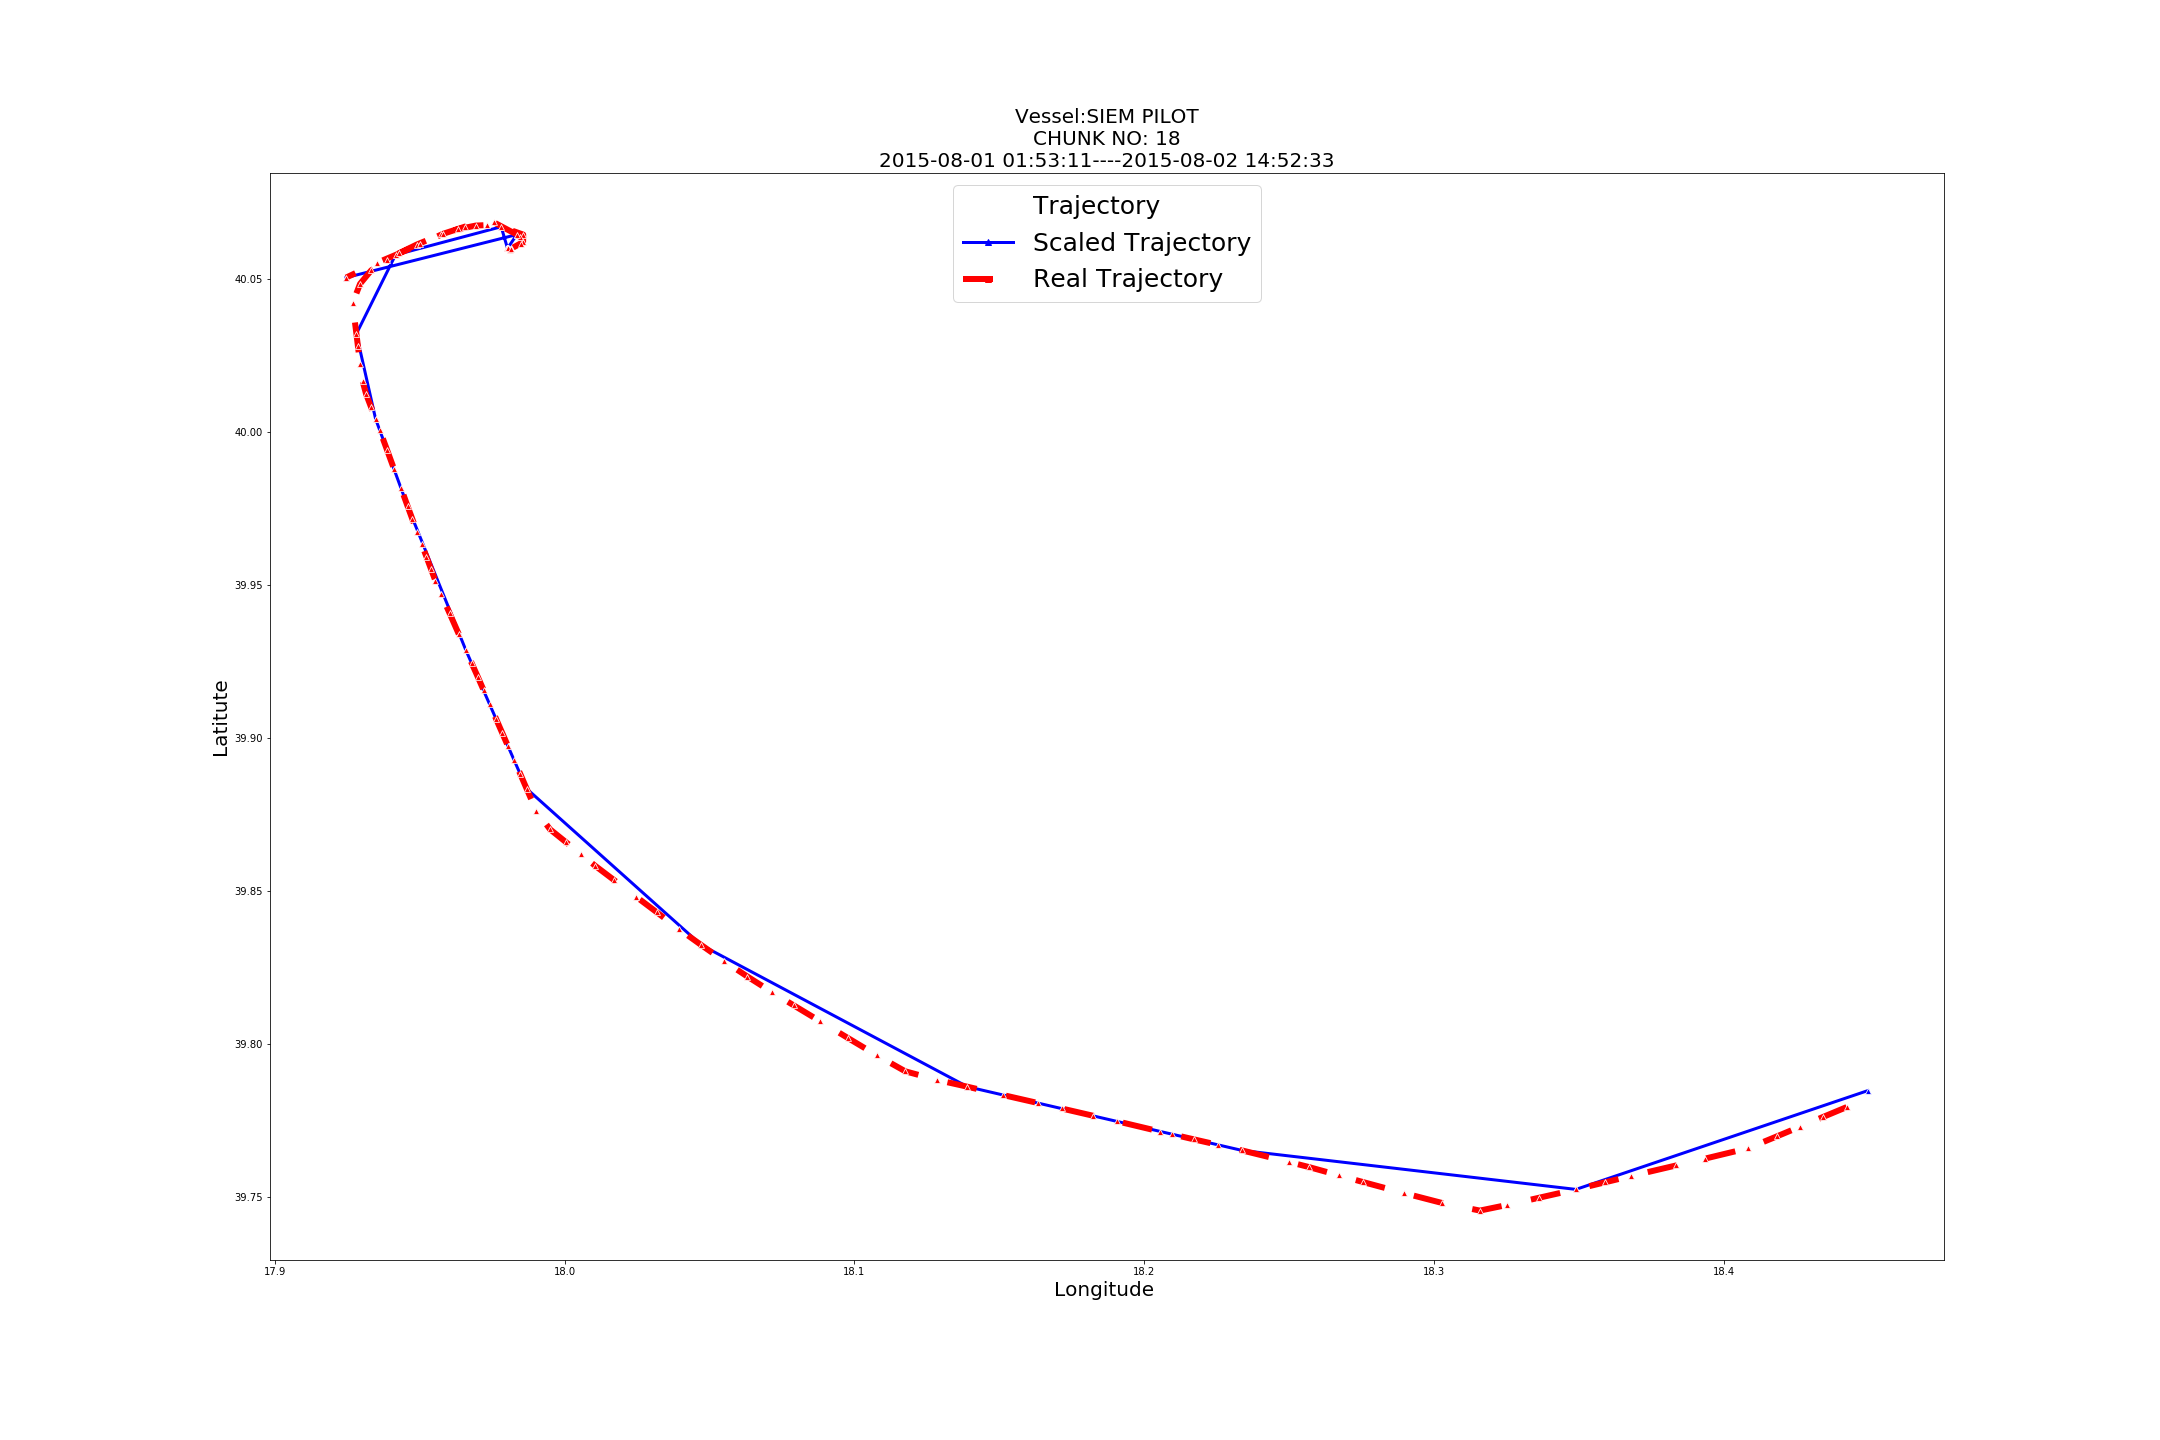 Vessel:SIEM PILOT
CHUNK NO: 18
2015-08-01 01:53:11----2015-08-02 14:52:33
Trajectory
Scaled Trajectory
Real Trajectory
40.05
40.00
39.95
39.90
39.85
39.80
39.75
Latitute
17.9 18.0 18.1 18.2 18.3 18.4
Longitude